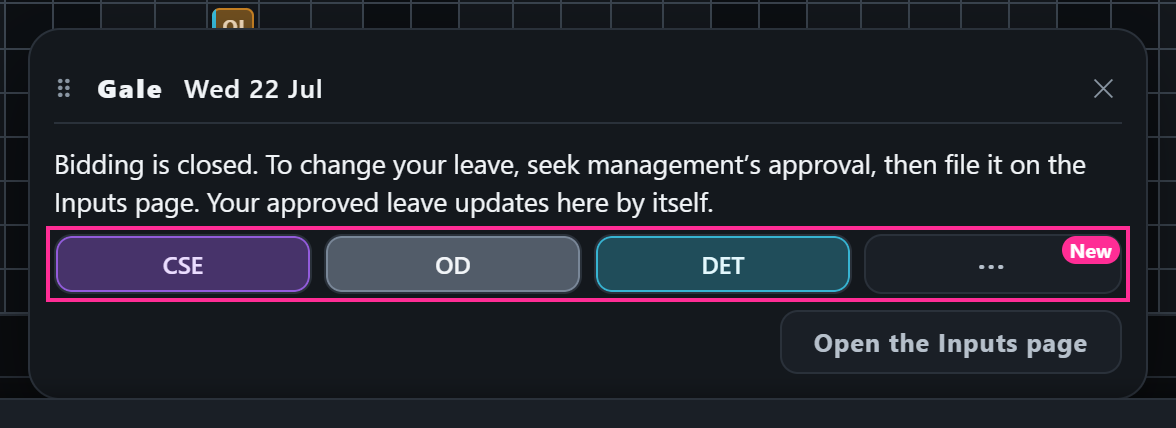 Gale Wed 22 Jul
Bidding is closed. To change your leave, seek management’s approval, then file it on the
Inputs page. Your approved leave updates here by itself.
CSE OD DET ... New
Open the Inputs page